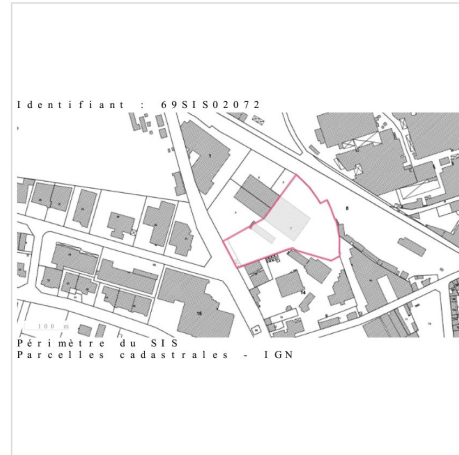 Identifiant : 69SIS02072
100 m
Périmètre du SIS
Parcelles cadastrales - IGN